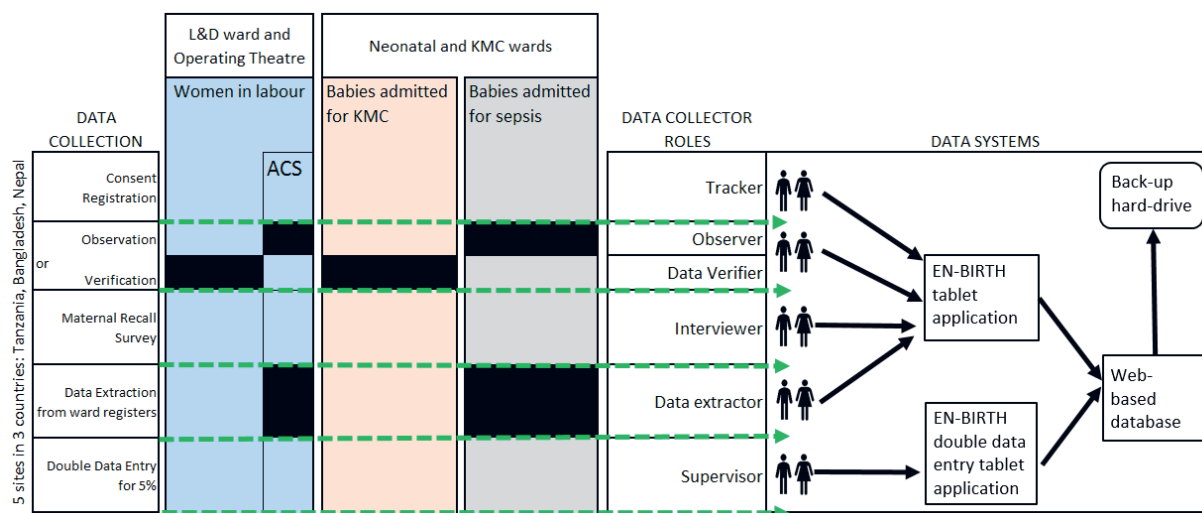 L&D ward and
Operating Theatre
Neonatal and KMC wards
Women in labour
Babies admitted
for KMC
Babies admitted
for sepsis
DATA
COLLECTION
DATA COLLECTOR
ROLES
DATA SYSTEMS
5 sites in 3 countries: Tanzania, Bangladesh, Nepal
ACS
Consent
Registration
Tracker
Observation
or
Verification
Observer
Data Verifier
Maternal Recall
Survey
Interviewer
Data Extraction
from ward registers
Data extractor
Double Data Entry
for 5%
Supervisor
EN-BIRTH
tablet
application
EN-BIRTH
double data
entry tablet
application
Back-up
hard-drive
Web-
based
database